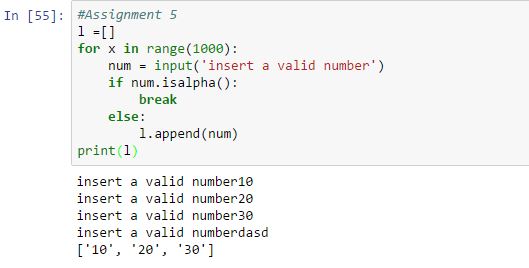 In [55]: #Assignment 5
l =[]
for x in range(1000):
    num = input('insert a valid number')
    if num.isalpha():
        break
    else:
        l.append(num)
print(l)
insert a valid number10
insert a valid number20
insert a valid number30
insert a valid numberdasd
['10', '20', '30']